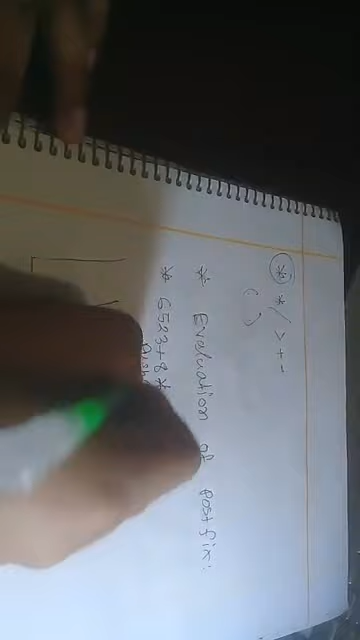 * * / > + -
( )
* Evaluation of Postfix:
* 6523+8*